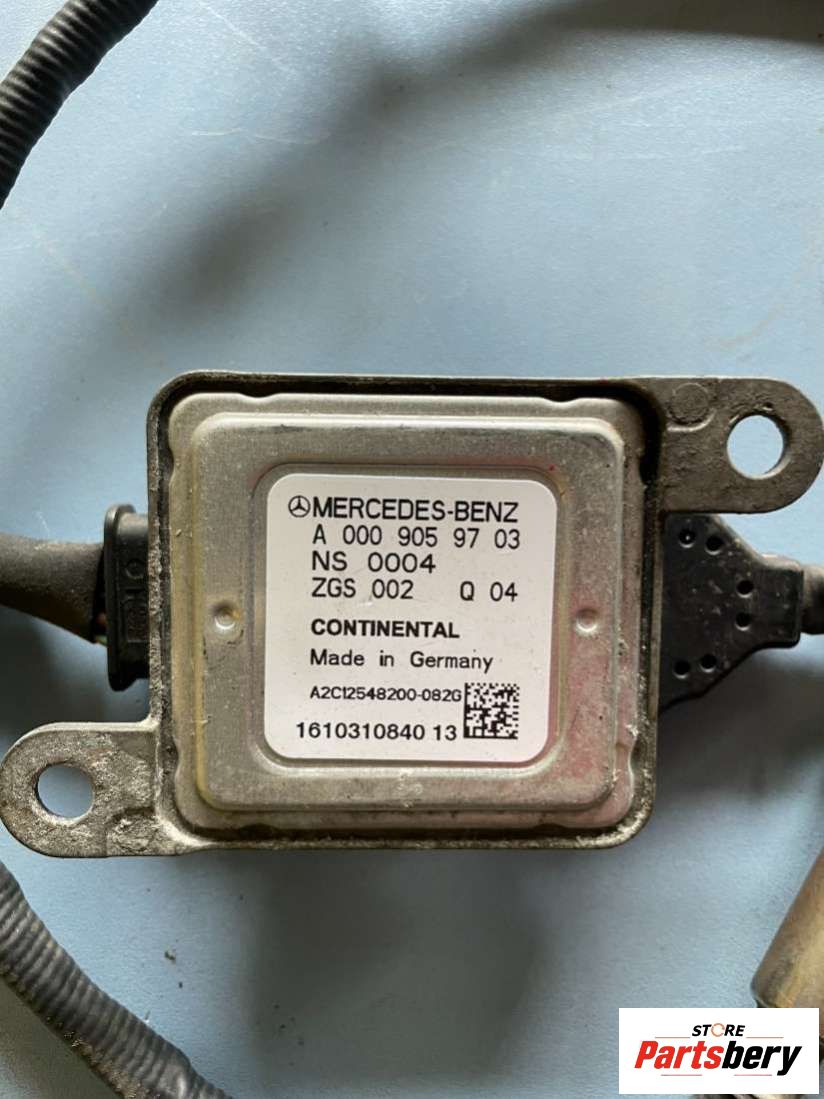 MERCEDES-BENZ
A 000 905 97 03
NS 0004
ZGS 002 Q 04
CONTINENTAL
Made in Germany
A2C12548200-082G
1610310840 13
STORE
Partsbery